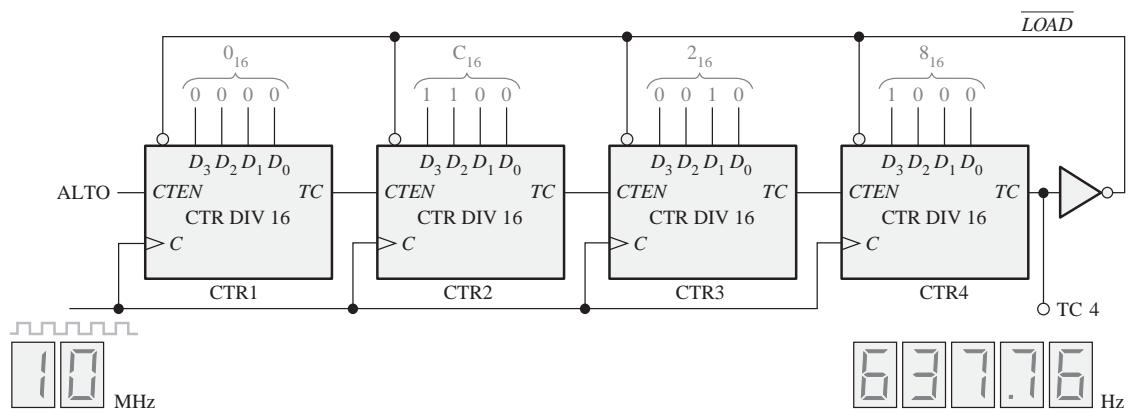 LOAD
0₁₆ C₁₆ 2₁₆ 8₁₆
0 0 0 0 1 1 0 0 0 0 1 0 1 0 0 0
D₃ D₂ D₁ D₀ D₃ D₂ D₁ D₀ D₃ D₂ D₁ D₀ D₃ D₂ D₁ D₀
ALTO CTEN TC CTEN TC CTEN TC CTEN TC
CTR DIV 16 CTR DIV 16 CTR DIV 16 CTR DIV 16
C C C C
CTR1 CTR2 CTR3 CTR4
TC 4
10 MHz 637.76 Hz